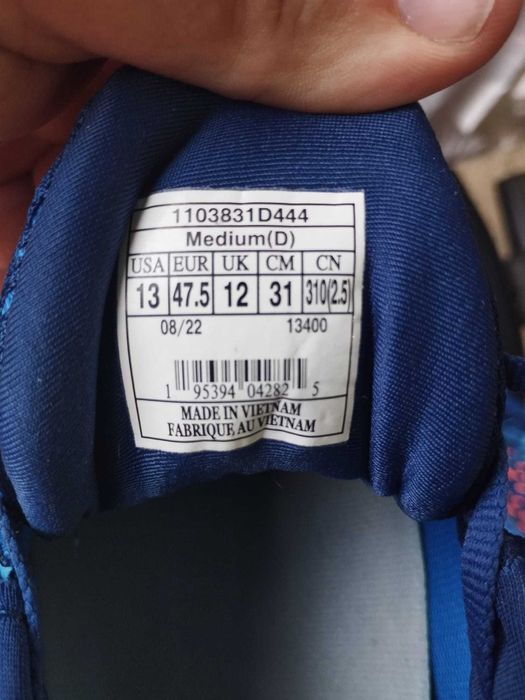 1103831D444
Medium(D)
USA EUR UK CM CN
13 47.5 12 31 310(2.5)
08/22 13400
1 95394 04282 5
MADE IN VIETNAM
FABRIQUE AU VIETNAM